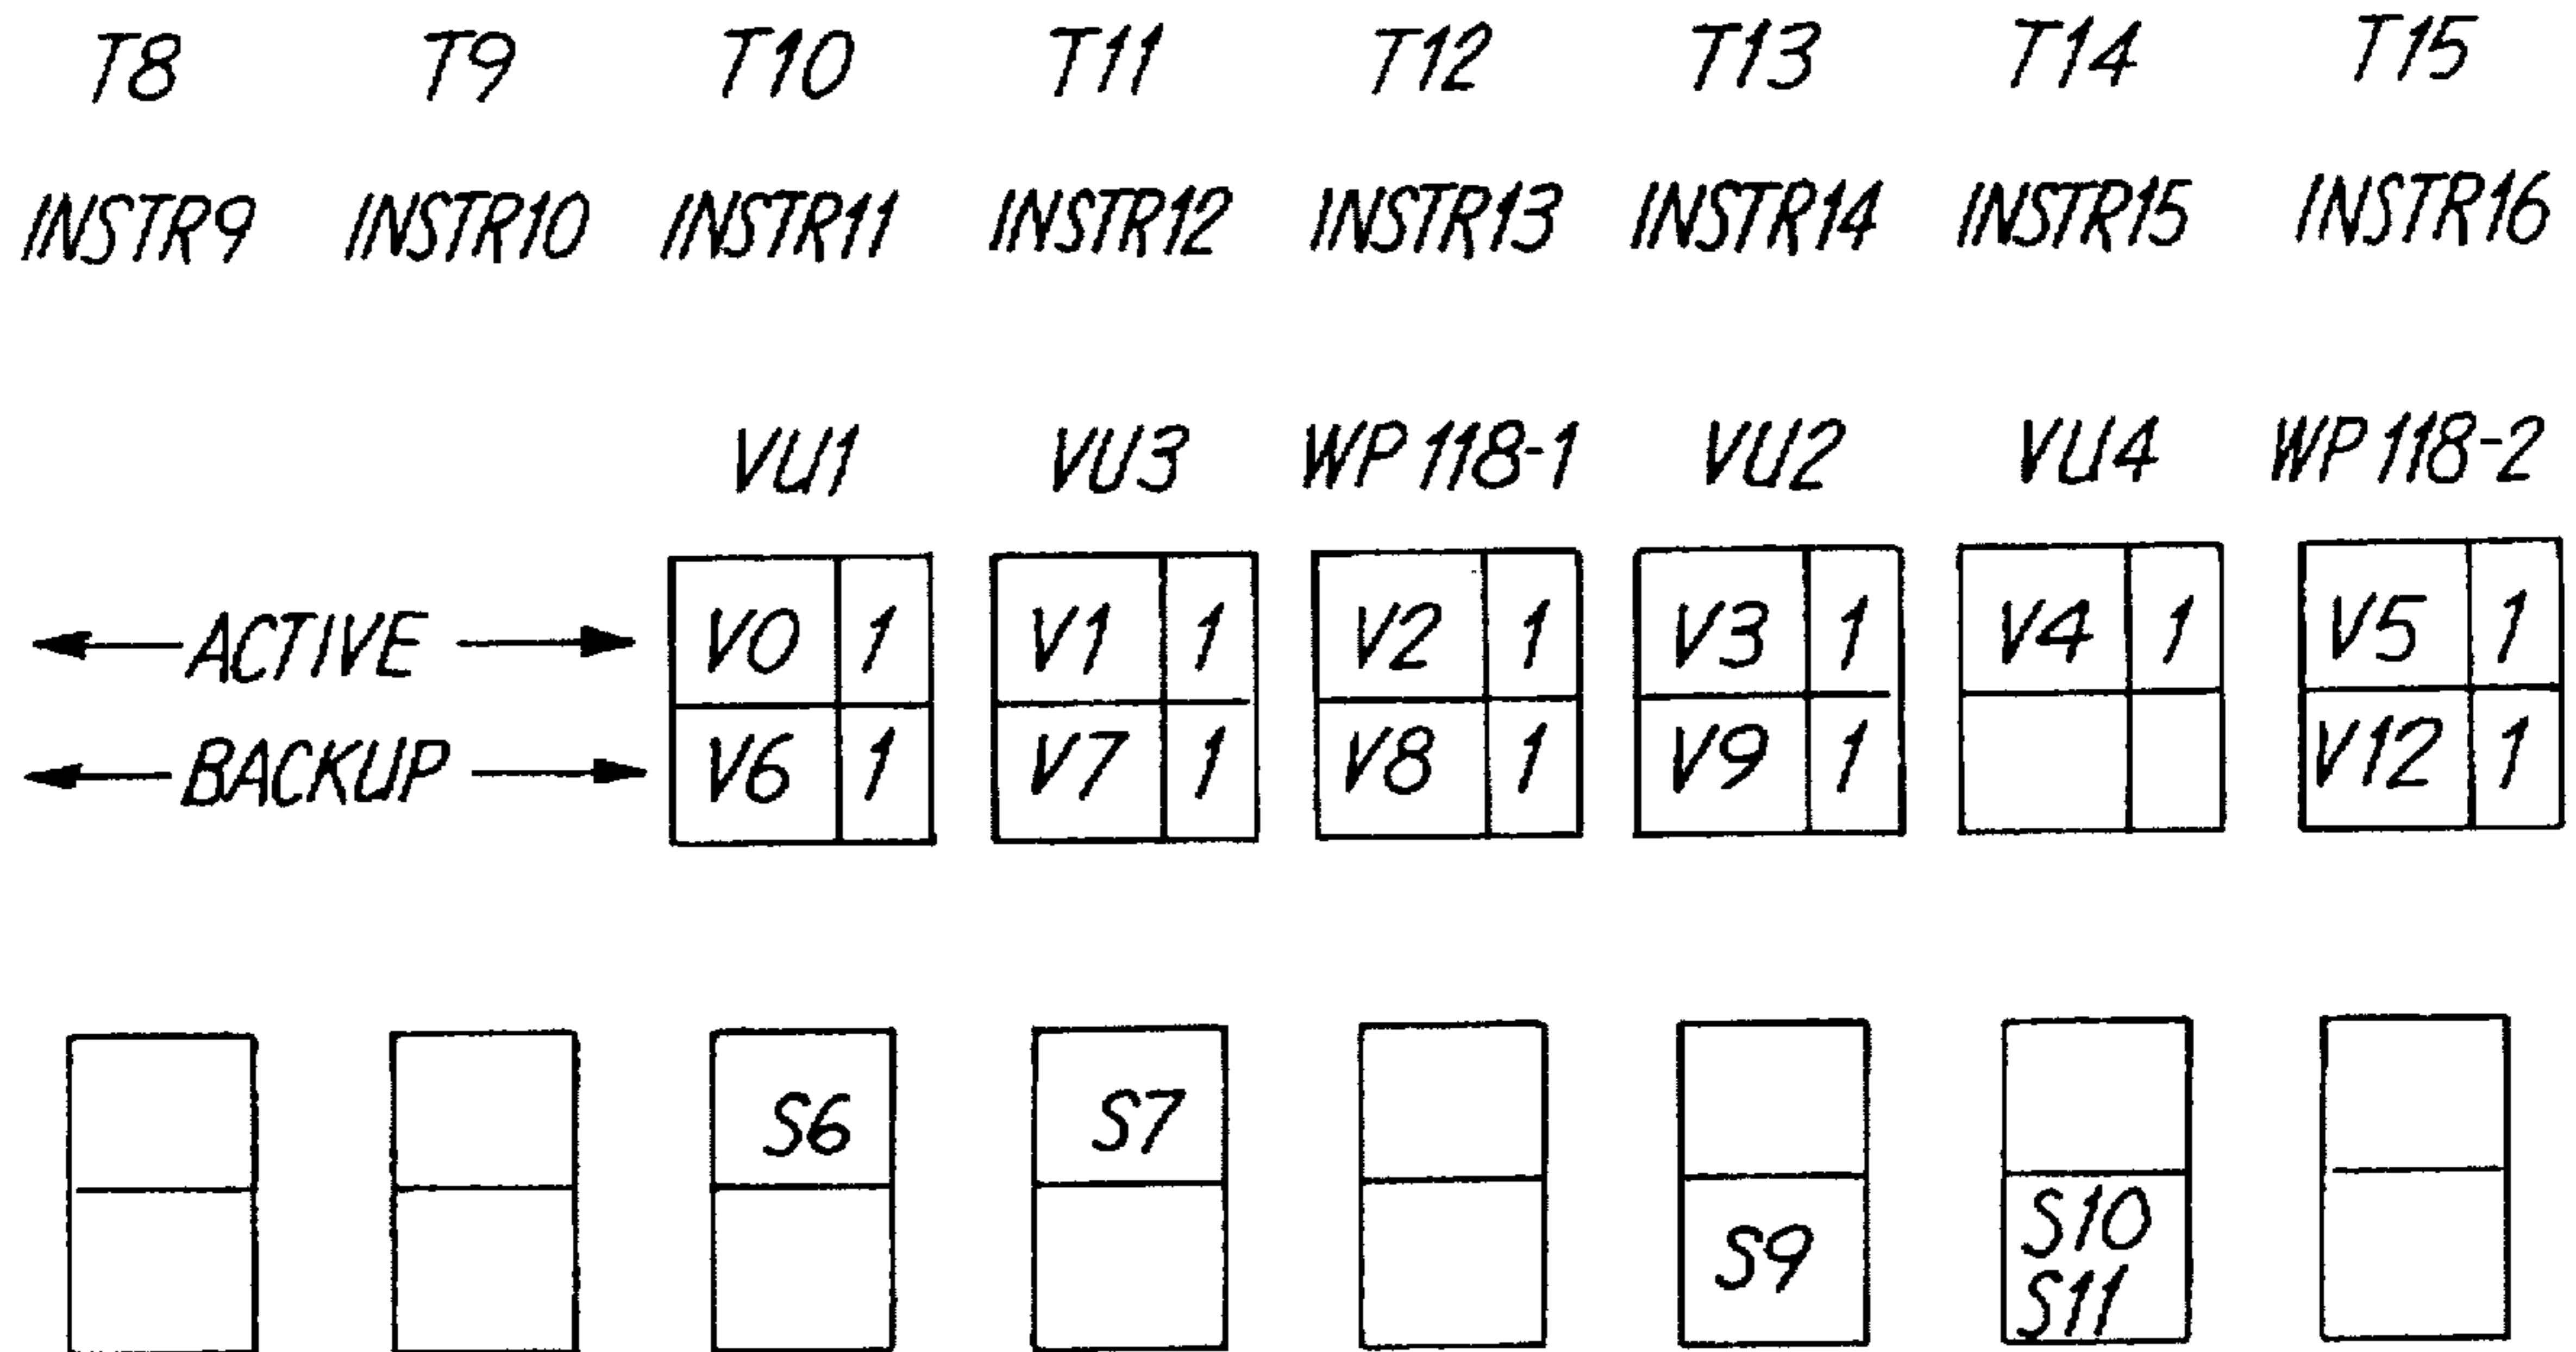 T8 T9 T10 T11 T12 T13 T14 T15
INSTR9 INSTR10 INSTR11 INSTR12 INSTR13 INSTR14 INSTR15 INSTR16
VU1 VU3 WP 118-1 VU2 VU4 WP 118-2
ACTIVE V0 1 V1 1 V2 1 V3 1 V4 1 V5 1
BACKUP V6 1 V7 1 V8 1 V9 1 V12 1
S6 S7
S9 S10
S11